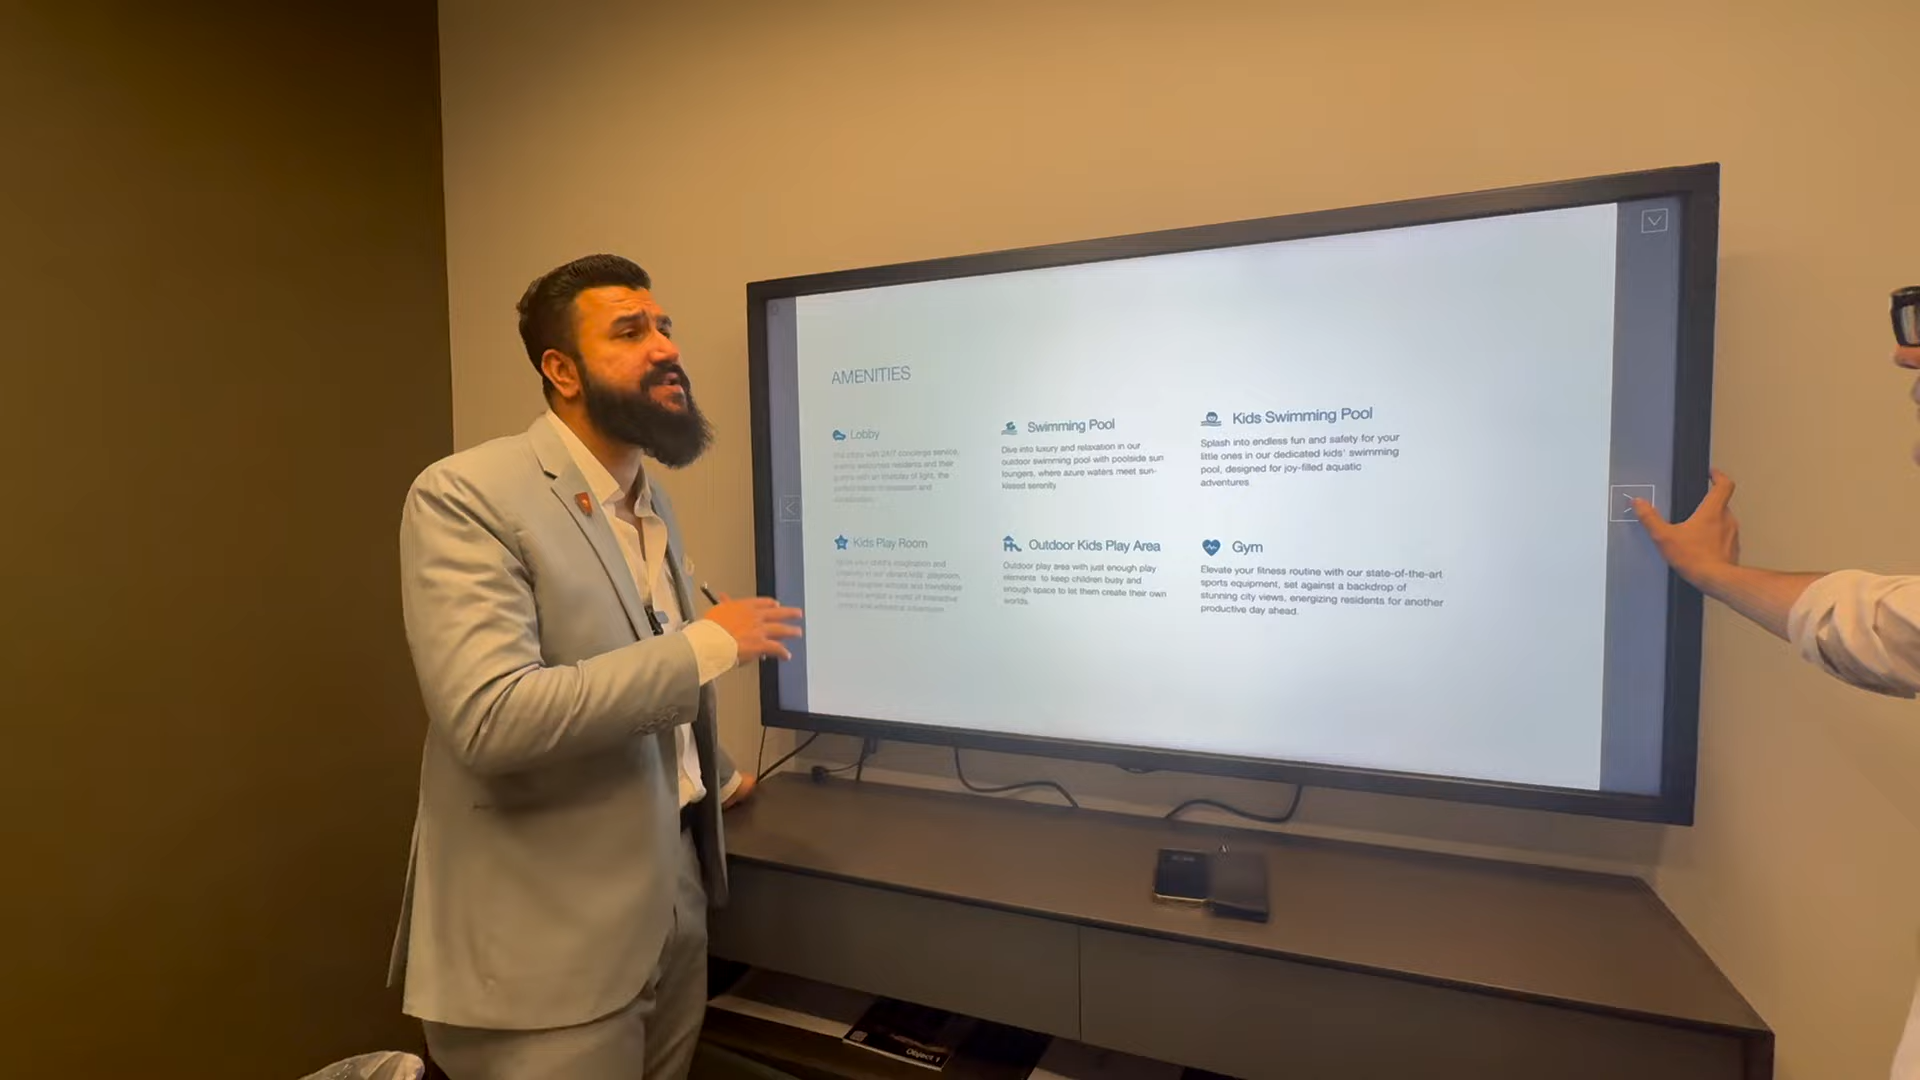 AMENITIES
Lobby
Swimming Pool
Dive into luxury and relaxation in our
outdoor swimming pool with poolside sun
loungers, where azure waters meet sun-
kissed serenity
Kids Swimming Pool
Splash into endless fun and safety for your
little ones in our dedicated kids' swimming
pool, designed for joy-filled aquatic
adventures
Kids Play Room
Outdoor Kids Play Area
Outdoor play area with just enough play
elements to keep children busy and
enough space to let them create their own
worlds.
Gym
Elevate your fitness routine with our state-of-the-art
sports equipment, set against a backdrop of
stunning city views, energizing residents for another
productive day ahead.
Object 1